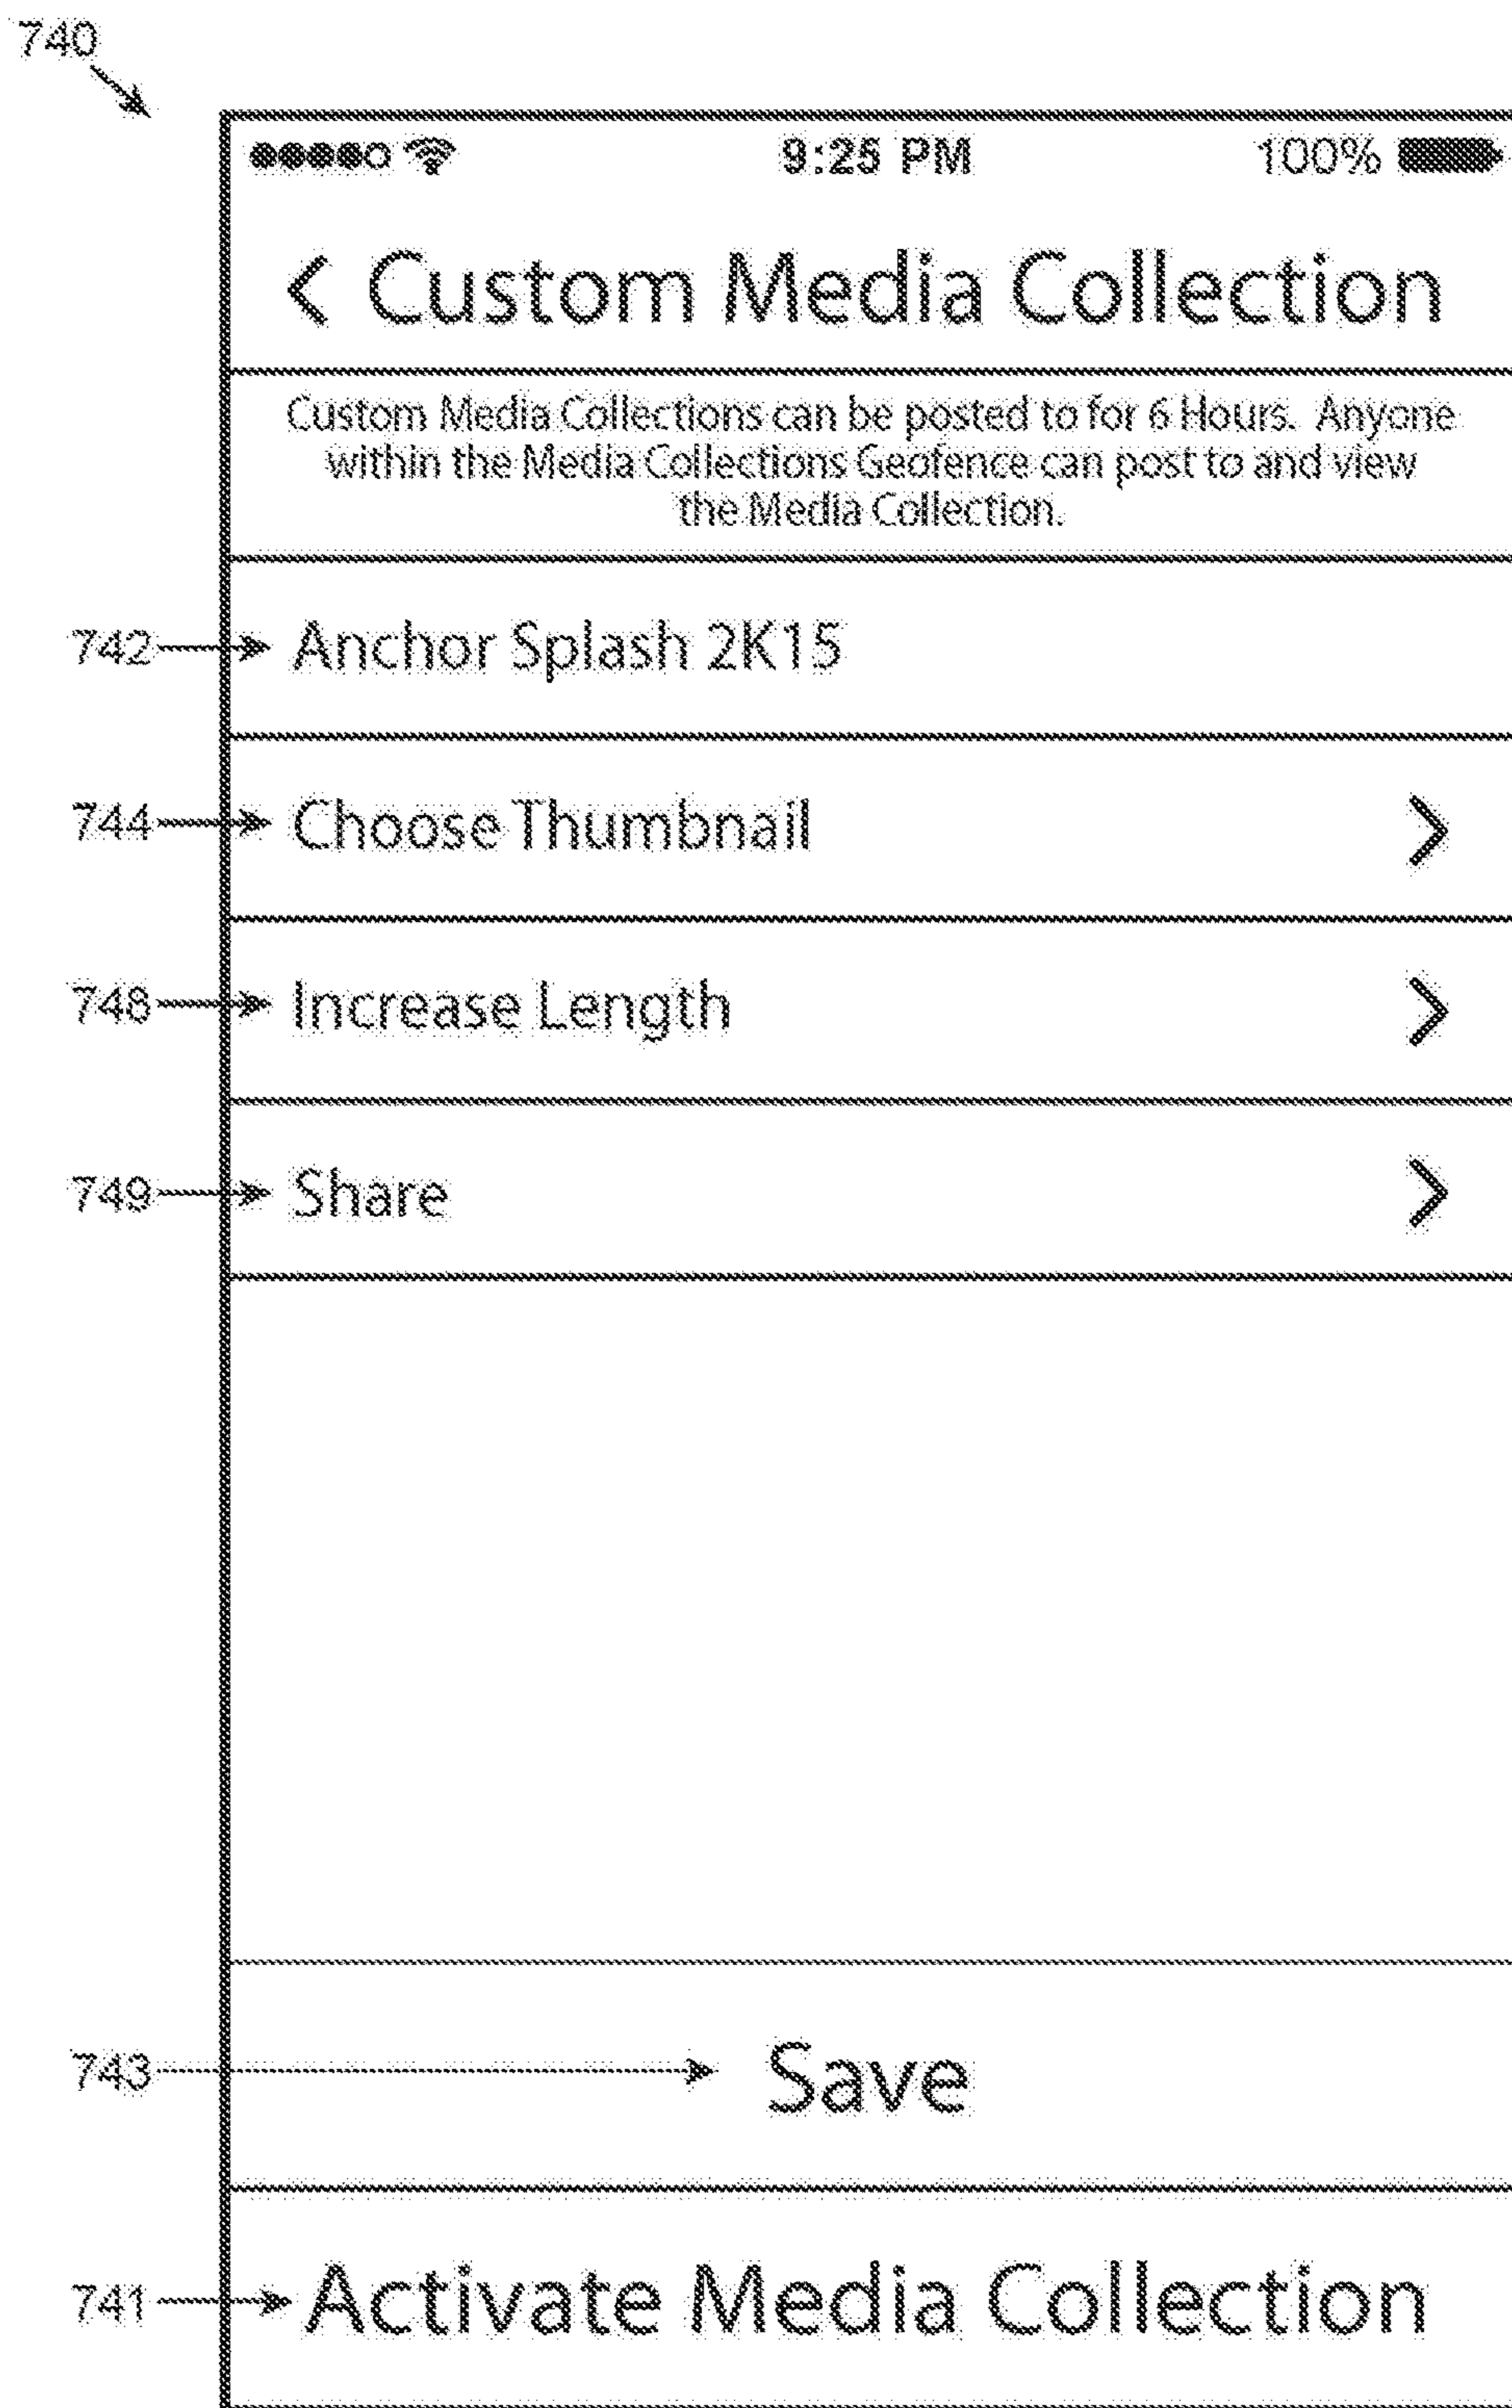 740
9:25 PM 100%
< Custom Media Collection
Custom Media Collections can be posted to for 6 Hours. Anyone
within the Media Collections Geofence can post to and view
the Media Collection.
742 Anchor Splash 2K15
744 Choose Thumbnail >
748 Increase Length >
749 Share >
743 Save
741 Activate Media Collection